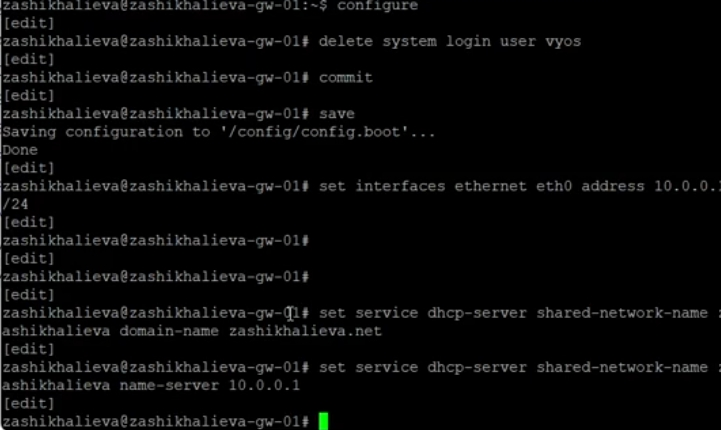 zashikhalieva@zashikhalieva-gw-01:~$ configure
[edit]
zashikhalieva@zashikhalieva-gw-01# delete system login user vyos
[edit]
zashikhalieva@zashikhalieva-gw-01# commit
[edit]
zashikhalieva@zashikhalieva-gw-01# save
Saving configuration to '/config/config.boot'...
Done
[edit]
zashikhalieva@zashikhalieva-gw-01# set interfaces ethernet eth0 address 10.0.0.1
/24
[edit]
zashikhalieva@zashikhalieva-gw-01#
[edit]
zashikhalieva@zashikhalieva-gw-01#
[edit]
zashikhalieva@zashikhalieva-gw-01# set service dhcp-server shared-network-name z
ashikhalieva domain-name zashikhalieva.net
[edit]
zashikhalieva@zashikhalieva-gw-01# set service dhcp-server shared-network-name z
ashikhalieva name-server 10.0.0.1
[edit]
zashikhalieva@zashikhalieva-gw-01#